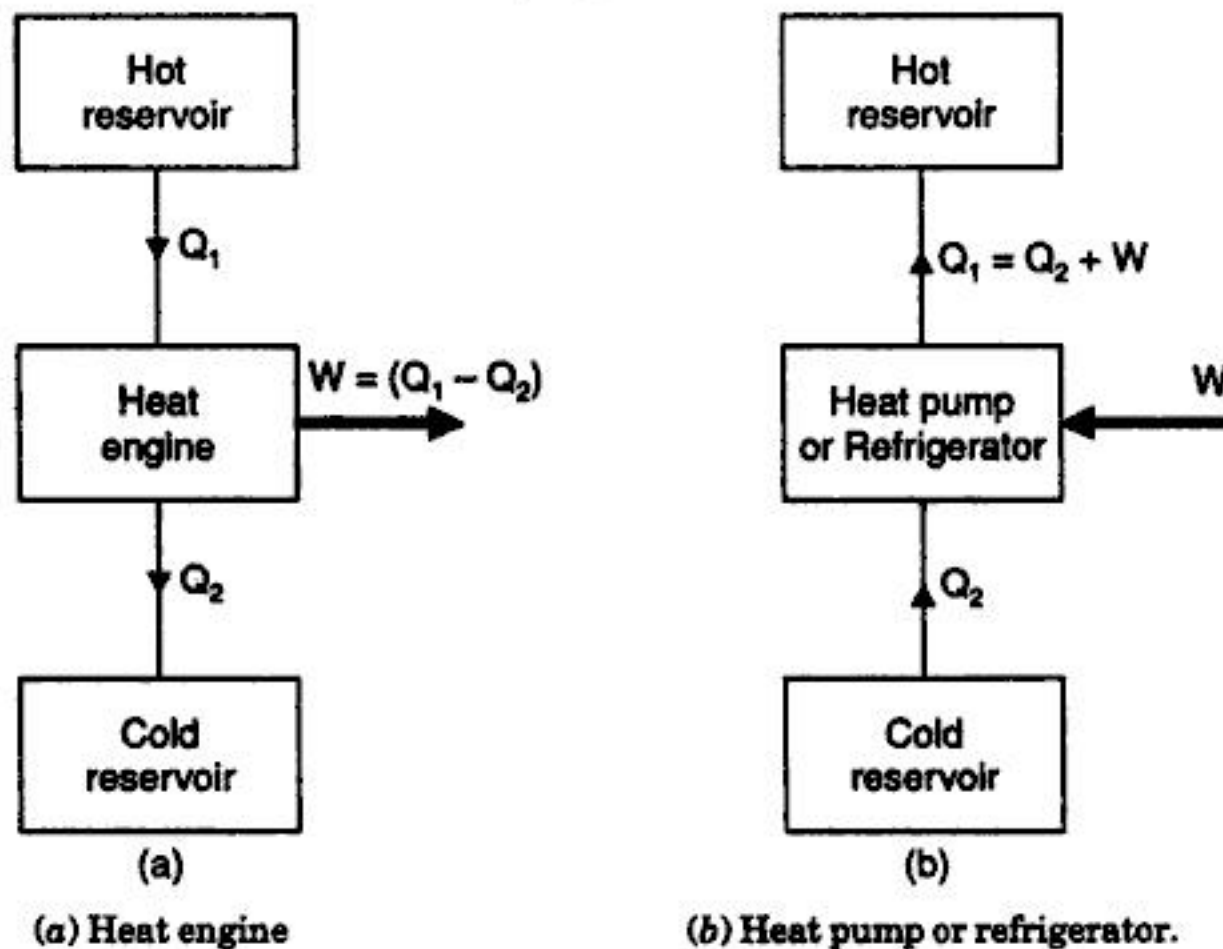 Hot
reservoir
Q₁
Heat
engine
W = (Q₁ – Q₂)
Q₂
Cold
reservoir
(a)
(a) Heat engine
Hot
reservoir
Q₁ = Q₂ + W
Heat pump
or Refrigerator
W
Q₂
Cold
reservoir
(b)
(b) Heat pump or refrigerator.